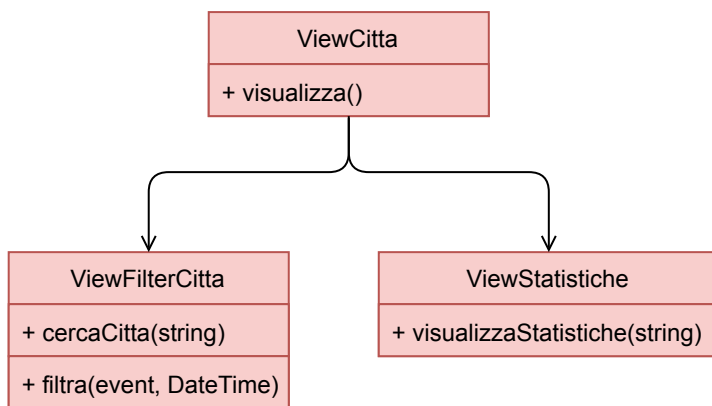 ViewCitta
+ visualizza()
ViewFilterCitta
+ cercaCitta(string)
+ filtra(event, DateTime)
ViewStatistiche
+ visualizzaStatistiche(string)